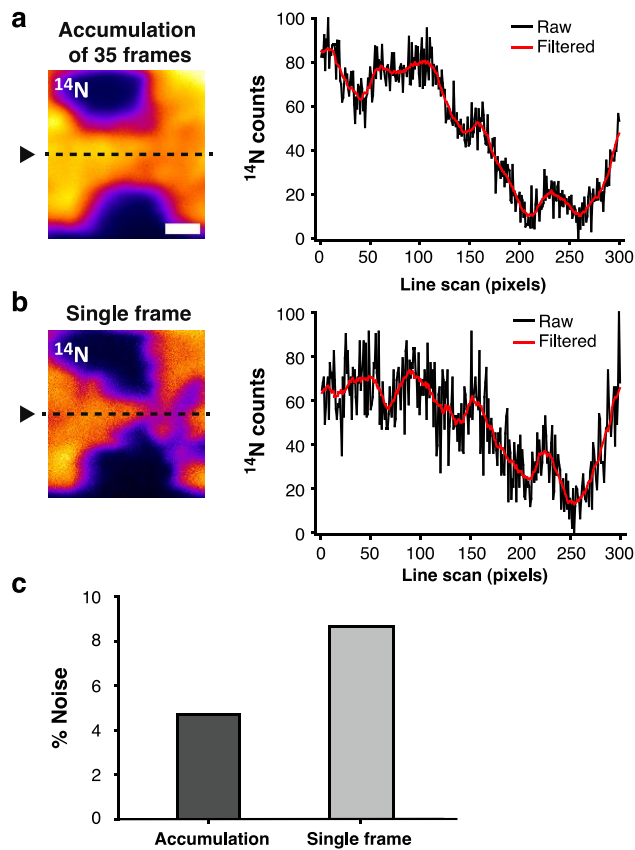 a
Accumulation
of 35 frames
¹⁴N
¹⁴N counts
100
80
60
40
20
0
Raw
Filtered
0 50 100 150 200 250 300
Line scan (pixels)
b
Single frame
¹⁴N
¹⁴N counts
100
80
60
40
20
0
Raw
Filtered
0 50 100 150 200 250 300
Line scan (pixels)
c
% Noise
10
8
6
4
2
0
Accumulation Single frame